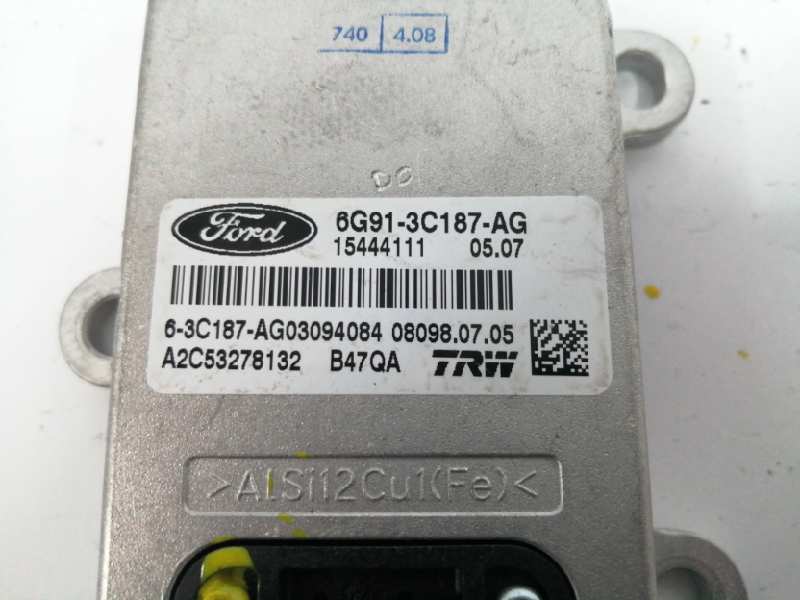 740 4.08
DO
Ford 6G91-3C187-AG
15444111 05.07
6-3C187-AG03094084 08098.07.05
A2C53278132 B47QA TRW
>AlSi12Cu1(Fe)<